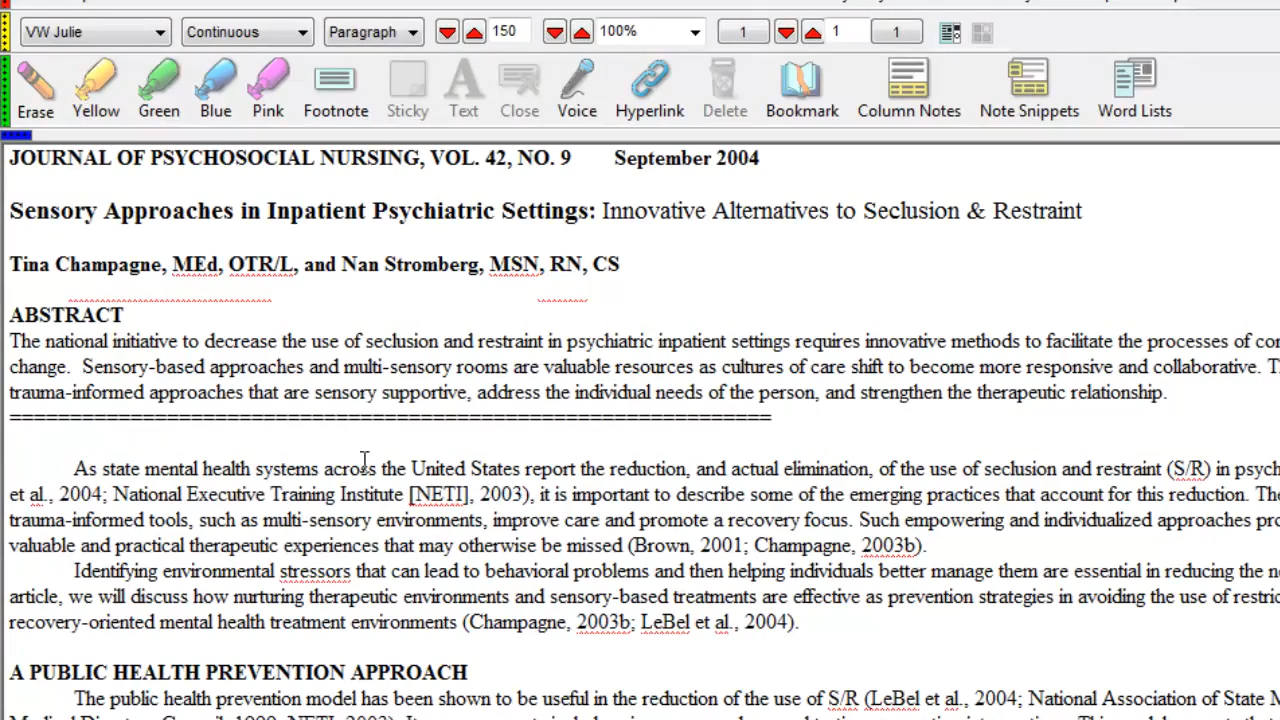 VW Julie Continuous Paragraph 150 100% 1 1 1
Erase Yellow Green Blue Pink Footnote Sticky Text Close Voice Hyperlink Delete Bookmark Column Notes Note Snippets Word Lists
JOURNAL OF PSYCHOSOCIAL NURSING, VOL. 42, NO. 9 September 2004
Sensory Approaches in Inpatient Psychiatric Settings: Innovative Alternatives to Seclusion & Restraint
Tina Champagne, MEd, OTR/L, and Nan Stromberg, MSN, RN, CS
ABSTRACT
The national initiative to decrease the use of seclusion and restraint in psychiatric inpatient settings requires innovative methods to facilitate the processes of
change. Sensory-based approaches and multi-sensory rooms are valuable resources as cultures of care shift to become more responsive and collaborative.
trauma-informed approaches that are sensory supportive, address the individual needs of the person, and strengthen the therapeutic relationship.
As state mental health systems across the United States report the reduction, and actual elimination, of the use of seclusion and restraint (S/R) in
et al., 2004; National Executive Training Institute [NETI], 2003), it is important to describe some of the emerging practices that account for this reduction.
trauma-informed tools, such as multi-sensory environments, improve care and promote a recovery focus. Such empowering and individualized approaches
valuable and practical therapeutic experiences that may otherwise be missed (Brown, 2001; Champagne, 2003b).
Identifying environmental stressors that can lead to behavioral problems and then helping individuals better manage them are essential in reducing the
article, we will discuss how nurturing therapeutic environments and sensory-based treatments are effective as prevention strategies in avoiding the use of
recovery-oriented mental health treatment environments (Champagne, 2003b; LeBel et al., 2004).
A PUBLIC HEALTH PREVENTION APPROACH
The public health prevention model has been shown to be useful in the reduction of the use of S/R (LeBel et al., 2004; National Association of State